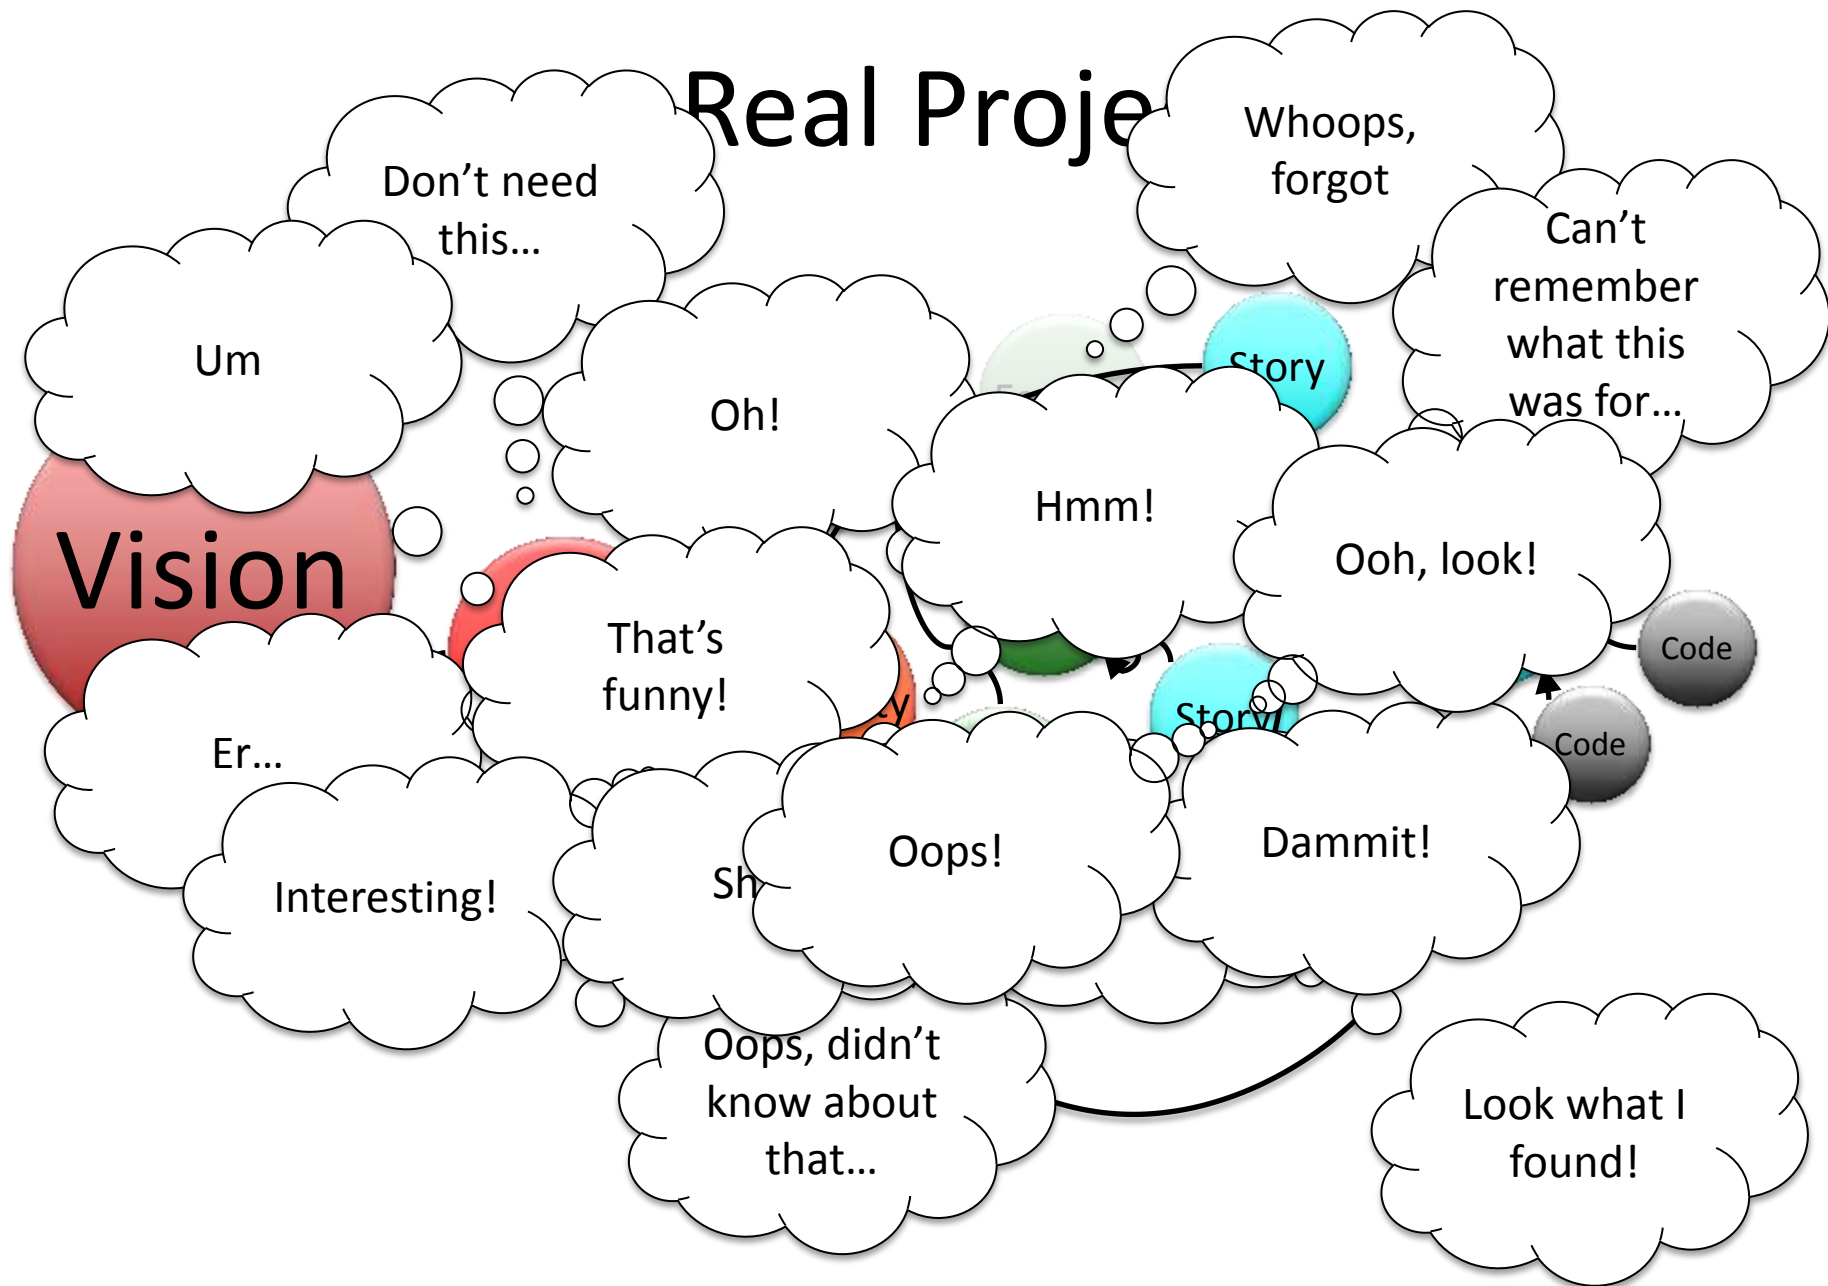 Real Proje
Whoops,
forgot
Don't need
this…
Can't
remember
what this
was for…
Um
Oh!
Story
Hmm!
Ooh, look!
Vision
That's
funny!
Code
Story
Code
Er…
Interesting!
Sh
Oops!
Dammit!
Oops, didn't
know about
that…
Look what I
found!